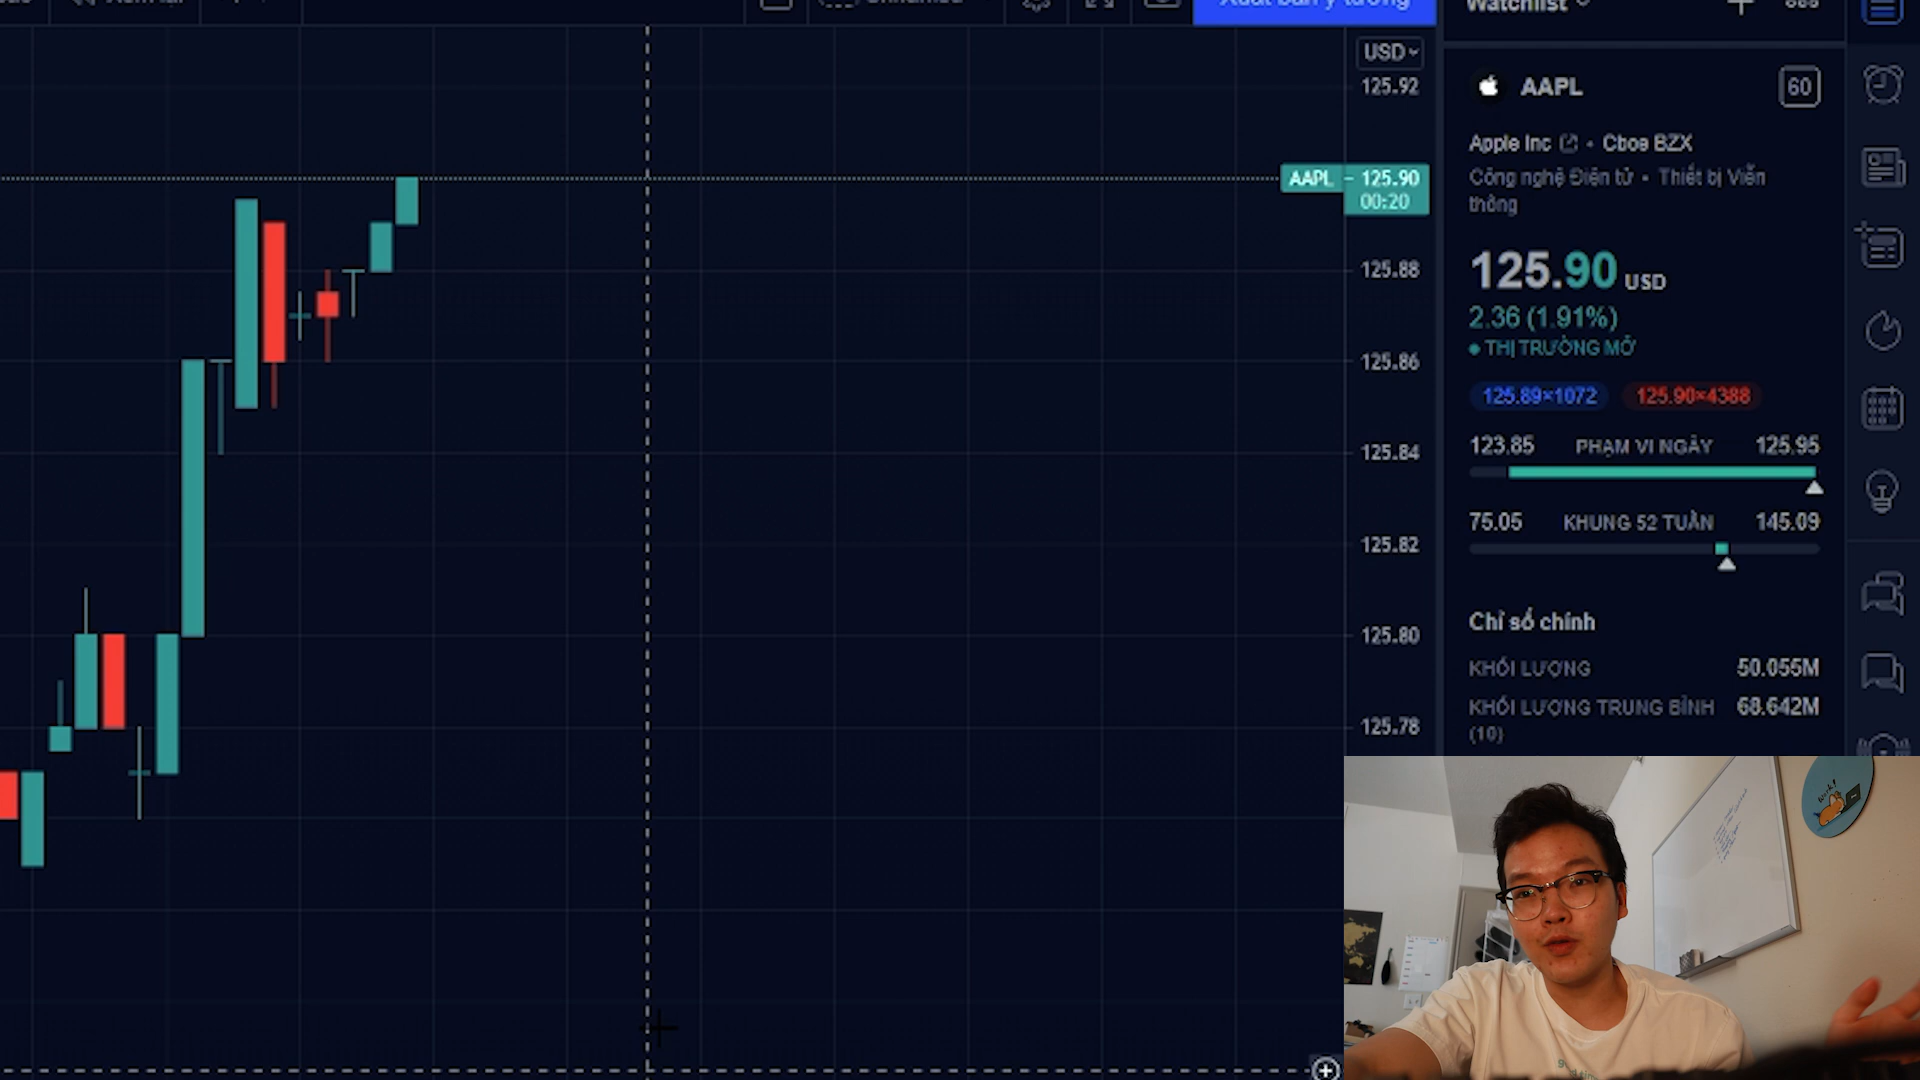 Watchlist
USD
125.92
AAPL
125.90
00:20
125.88
125.86
125.84
125.82
125.80
125.78
AAPL
60
Apple Inc • Cboe BZX
Công nghệ Điện tử • Thiết bị Viễn
thông
125.90 USD
2.36 (1.91%)
THỊ TRƯỜNG MỞ
125.89×1072
125.90×4388
123.85 PHẠM VI NGÀY 125.95
75.05 KHUNG 52 TUẦN 145.09
Chỉ số chính
KHỐI LƯỢNG 50.055M
KHỐI LƯỢNG TRUNG BÌNH 68.642M
(10)